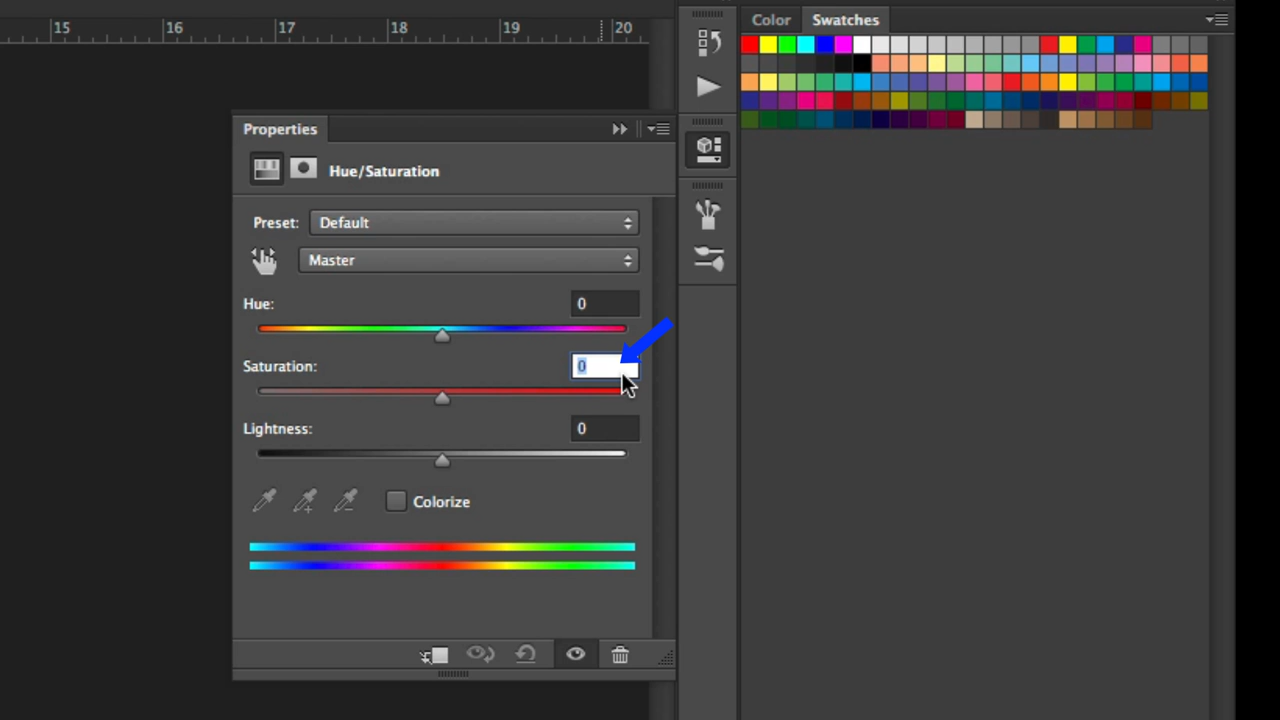 15 16 17 18 19 20
Color Swatches
Properties
Hue/Saturation
Preset: Default
Master
Hue: 0
Saturation: 0
Lightness: 0
Colorize